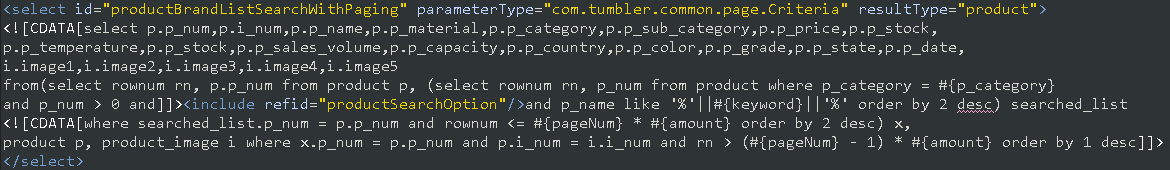 <select id="productBrandListSearchWithPaging" parameterType="com.tumbler.common.page.Criteria" resultType="product">
<![CDATA[select p.p_num,p.i_num,p.p_name,p.p_material,p.p_category,p.p_sub_category,p.p_price,p.p_stock,
p.p_temperature,p.p_stock,p.p_sales_volume,p.p_capacity,p.p_country,p.p_color,p.p_grade,p.p_state,p.p_date,
i.image1,i.image2,i.image3,i.image4,i.image5
from(select rownum rn, p.p_num from product p, (select rownum rn, p_num from product where p_category = #{p_category}
and p_num > 0 and]]><include refid="productSearchOption"/>and p_name like '%'||#{keyword}||'%' order by 2 desc) searched_list
<![CDATA[where searched_list.p_num = p.p_num and rownum <= #{pageNum} * #{amount} order by 2 desc) x,
product p, product_image i where x.p_num = p.p_num and p.i_num = i.i_num and rn > (#{pageNum} - 1) * #{amount} order by 1 desc]]>
</select>